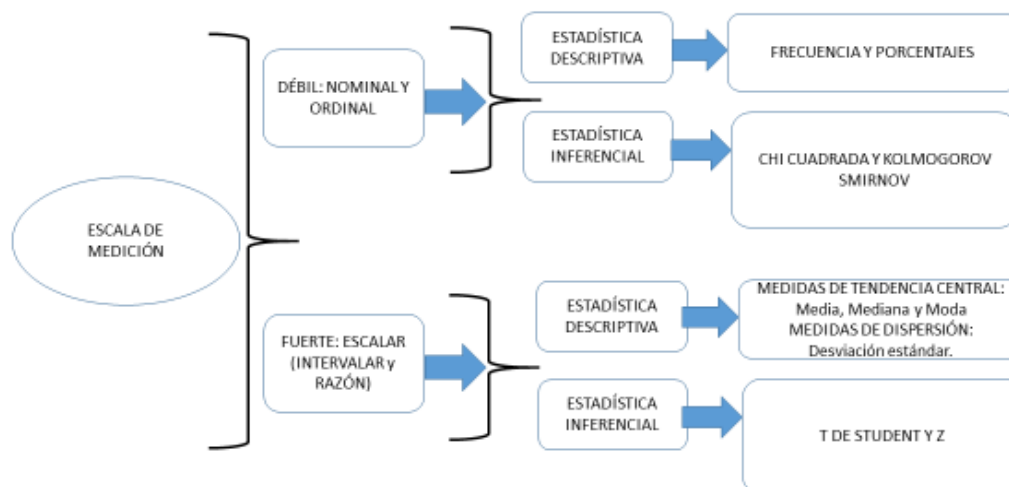 ESCALA DE
MEDICIÓN
DÉBIL: NOMINAL Y
ORDINAL
ESTADÍSTICA
DESCRIPTIVA
FRECUENCIA Y PORCENTAJES
ESTADÍSTICA
INFERENCIAL
CHI CUADRADA Y KOLMOGOROV
SMIRNOV
FUERTE: ESCALAR
(INTERVALAR y
RAZÓN)
ESTADÍSTICA
DESCRIPTIVA
MEDIDAS DE TENDENCIA CENTRAL:
Media, Mediana y Moda
MEDIDAS DE DISPERSIÓN:
Desviación estándar.
ESTADÍSTICA
INFERENCIAL
T DE STUDENT Y Z